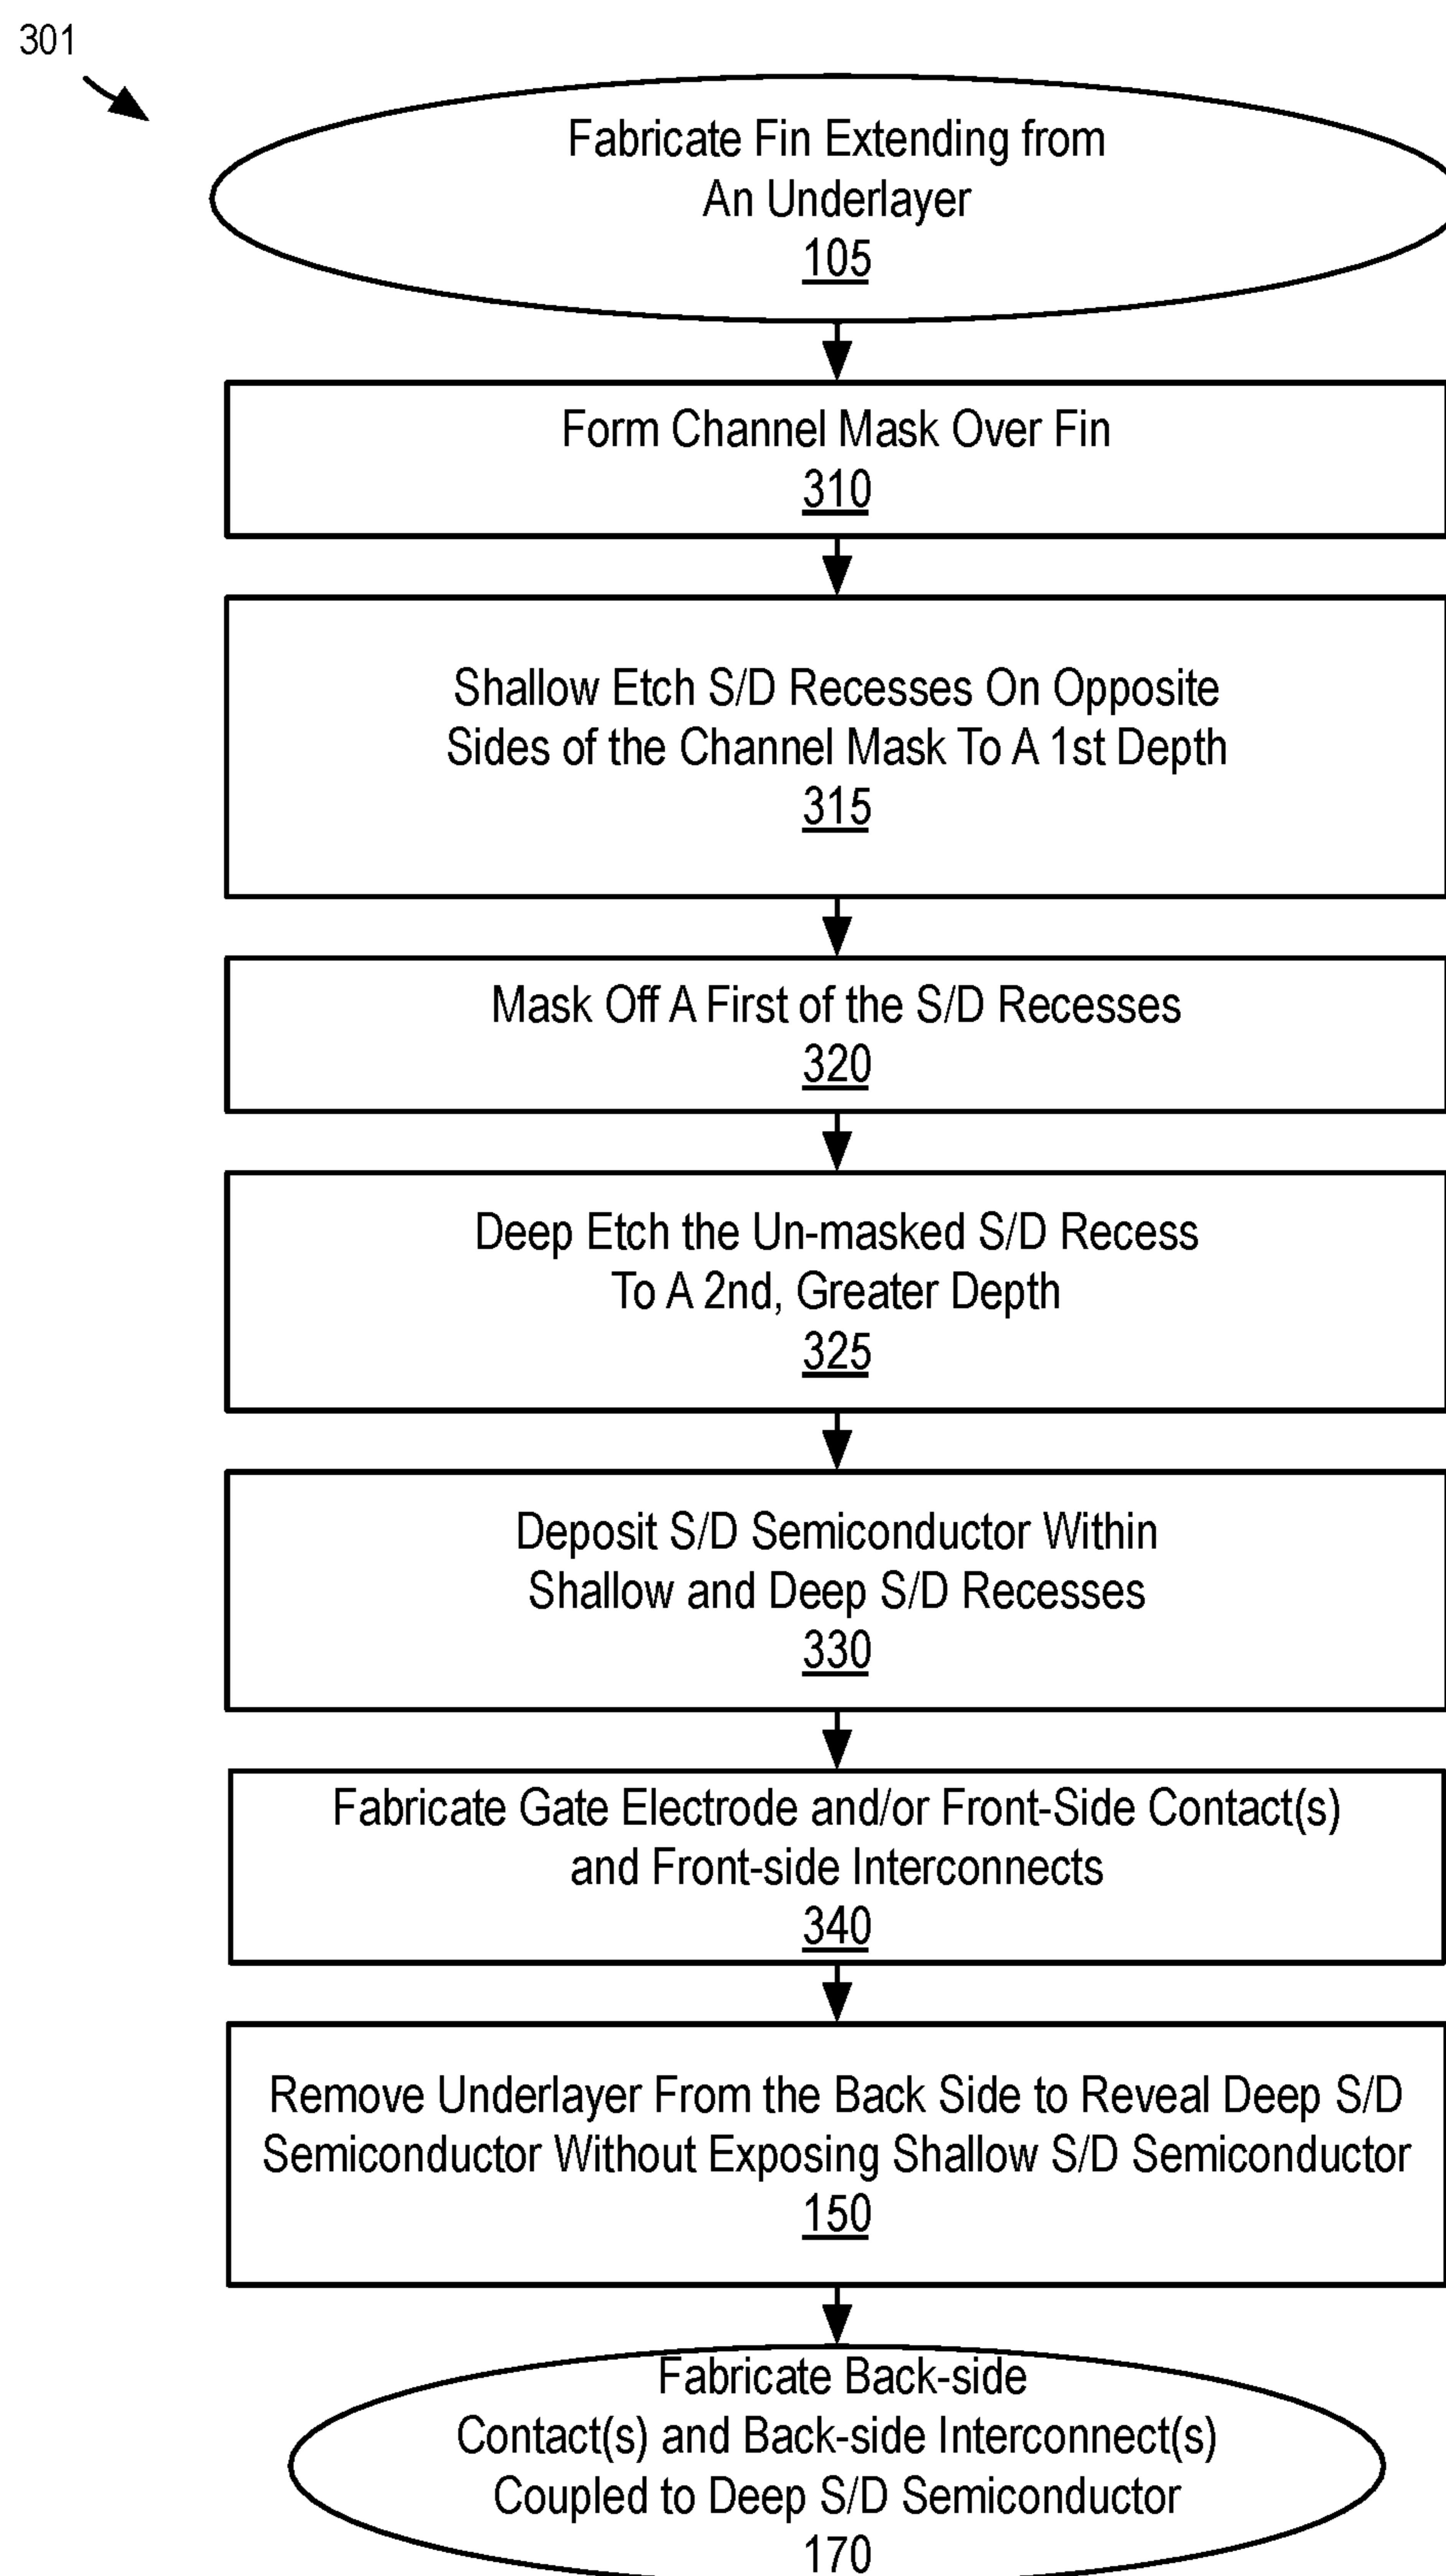 301
Fabricate Fin Extending from
An Underlayer
105
Form Channel Mask Over Fin
310
Shallow Etch S/D Recesses On Opposite
Sides of the Channel Mask To A 1st Depth
315
Mask Off A First of the S/D Recesses
320
Deep Etch the Un-masked S/D Recess
To A 2nd, Greater Depth
325
Deposit S/D Semiconductor Within
Shallow and Deep S/D Recesses
330
Fabricate Gate Electrode and/or Front-Side Contact(s)
and Front-side Interconnects
340
Remove Underlayer From the Back Side to Reveal Deep S/D
Semiconductor Without Exposing Shallow S/D Semiconductor
150
Fabricate Back-side
Contact(s) and Back-side Interconnect(s)
Coupled to Deep S/D Semiconductor
170